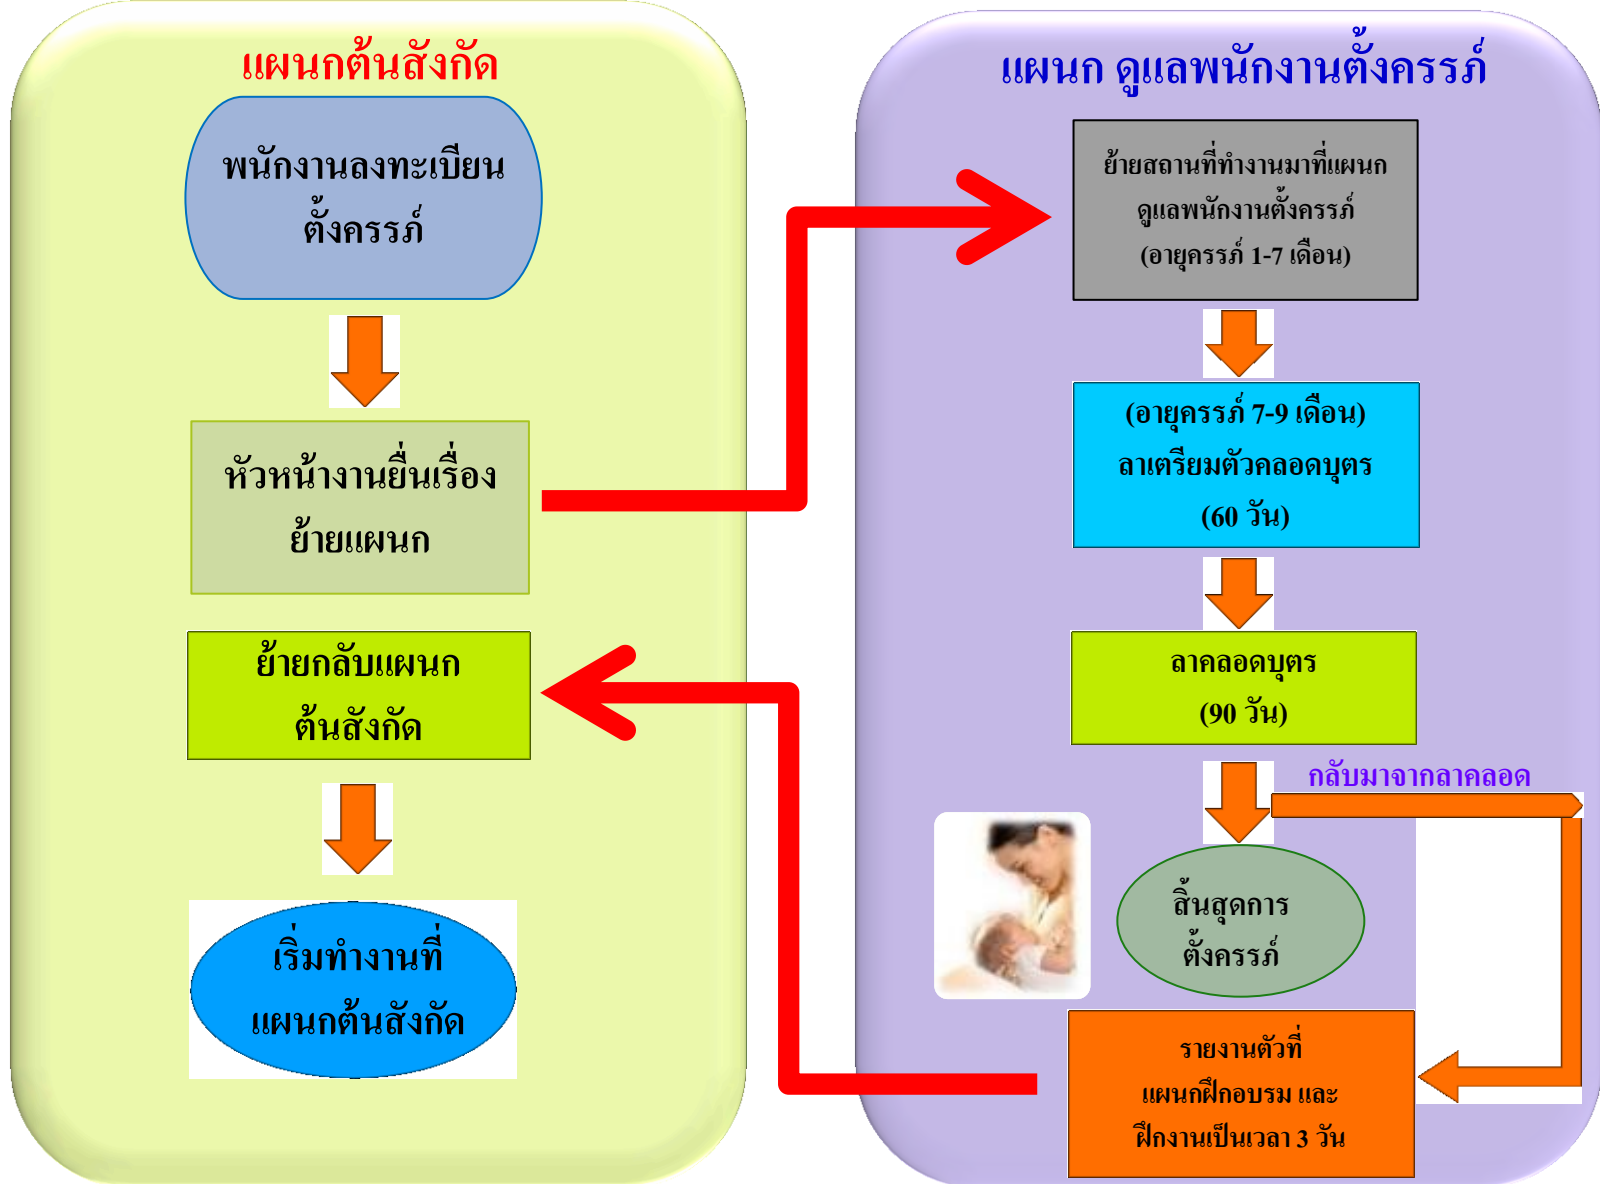 แผนกต้นสังกัด
พนักงานลงทะเบียน
ตั้งครรภ์
หัวหน้างานยื่นเรื่อง
ย้ายแผนก
ย้ายกลับแผนก
ต้นสังกัด
เริ่มทำงานที่
แผนกต้นสังกัด
แผนก ดูแลพนักงานตั้งครรภ์
ย้ายสถานที่ทำงานมาที่แผนก
ดูแลพนักงานตั้งครรภ์
(อายุครรภ์ 1-7 เดือน)
(อายุครรภ์ 7-9 เดือน)
ลาเตรียมตัวคลอดบุตร
(60 วัน)
ลาคลอดบุตร
(90 วัน)
กลับมาจากลาคลอด
สิ้นสุดการ
ตั้งครรภ์
รายงานตัวที่
แผนกฝึกอบรม และ
ฝึกงานเป็นเวลา 3 วัน